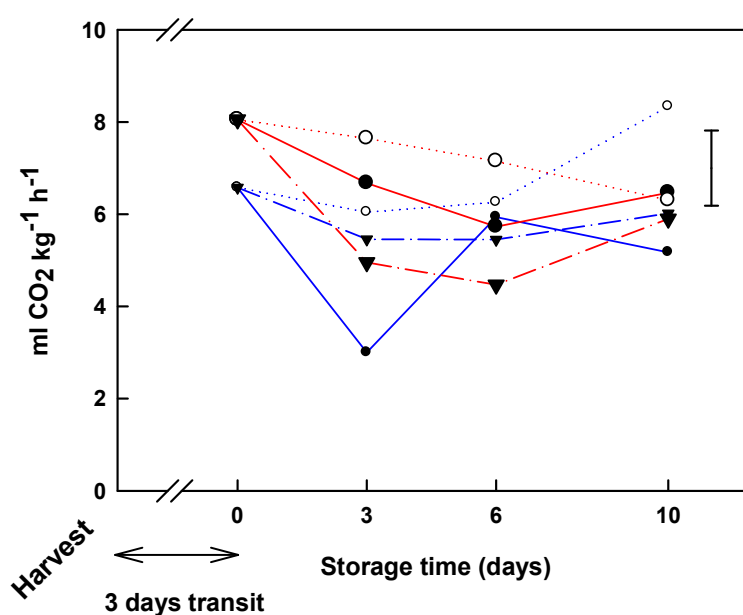 10
8
6
4
2
0
ml CO₂ kg⁻¹ h⁻¹
0 3 6 10
Harvest
Storage time (days)
3 days transit